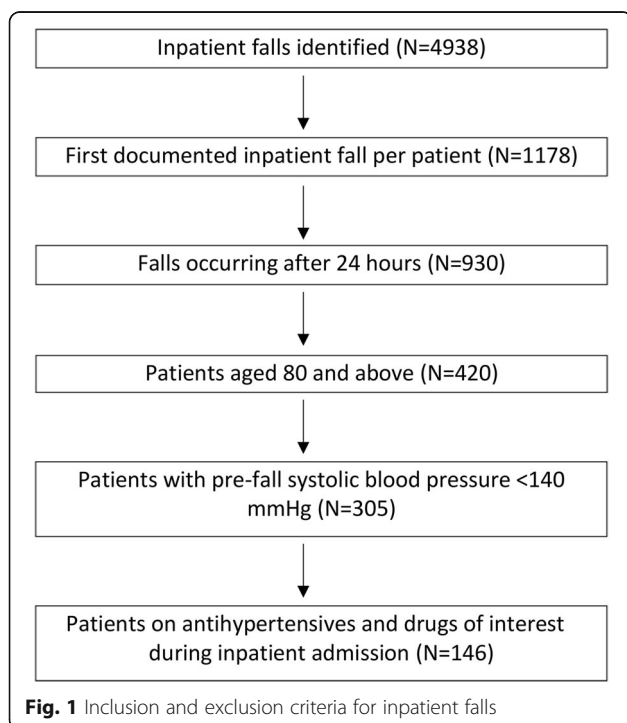 Inpatient falls identified (N=4938)
First documented inpatient fall per patient (N=1178)
Falls occurring after 24 hours (N=930)
Patients aged 80 and above (N=420)
Patients with pre-fall systolic blood pressure <140
mmHg (N=305)
Patients on antihypertensives and drugs of interest
during inpatient admission (N=146)
Fig. 1 Inclusion and exclusion criteria for inpatient falls